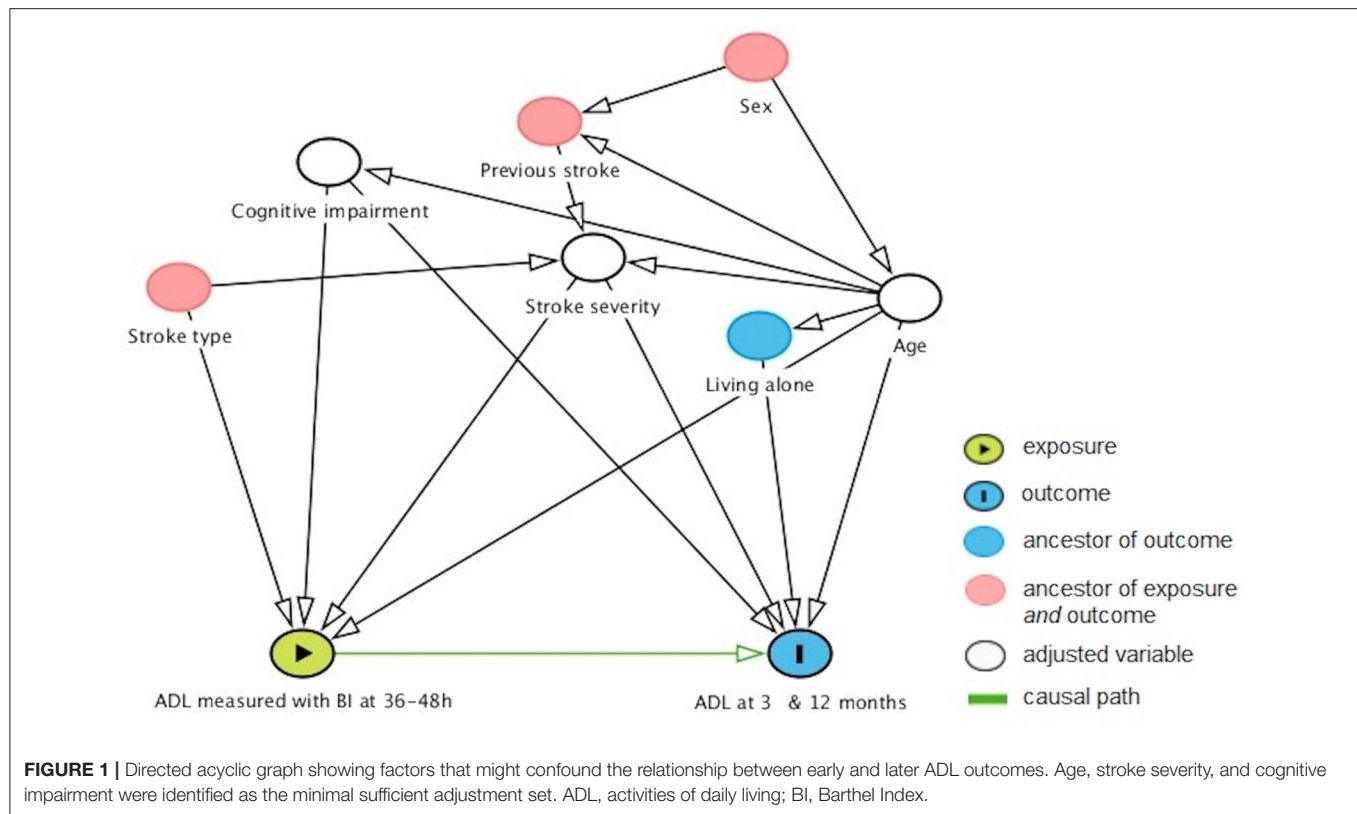 Sex
Previous stroke
Cognitive impairment
Stroke severity
Stroke type
Age
Living alone
exposure
outcome
ancestor of outcome
ancestor of exposure
and outcome
adjusted variable
causal path
ADL measured with BI at 36-48h
ADL at 3 & 12 months
FIGURE 1 | Directed acyclic graph showing factors that might confound the relationship between early and later ADL outcomes. Age, stroke severity, and cognitive
impairment were identified as the minimal sufficient adjustment set. ADL, activities of daily living; BI, Barthel Index.